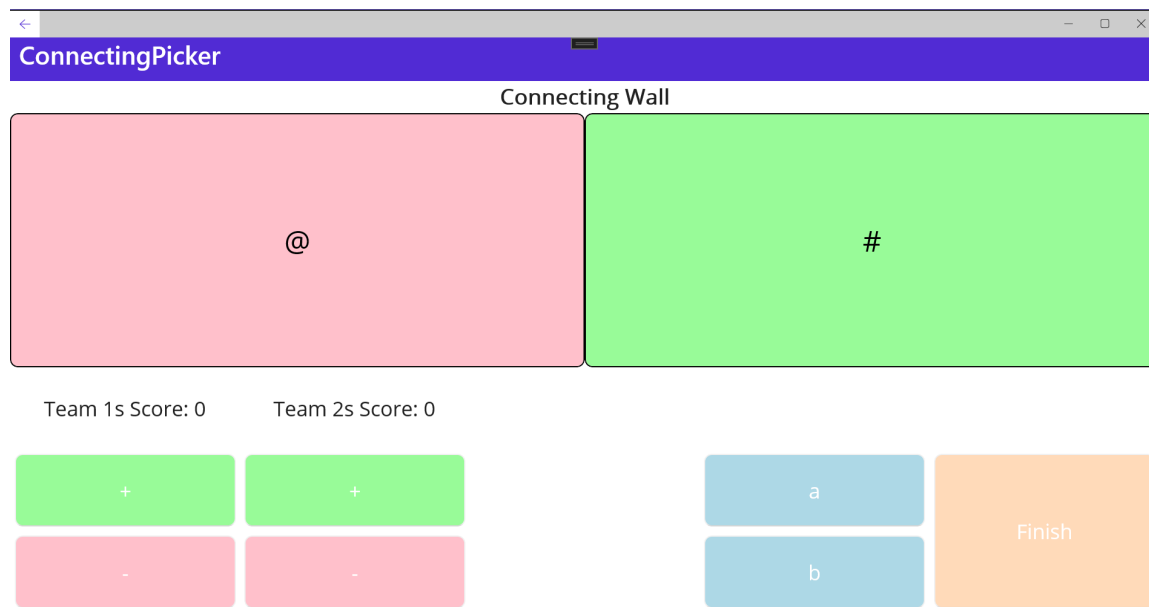 ConnectingPicker
Connecting Wall
@ #
Team 1s Score: 0 Team 2s Score: 0
+ + a
Finish
- - b